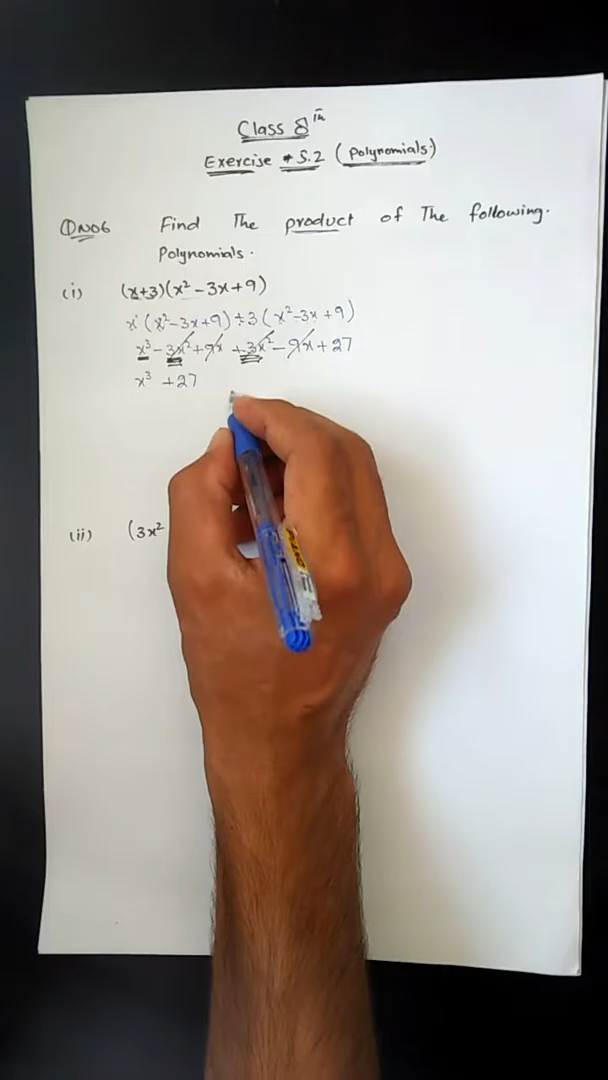 Class 8th
Exercise # 5.2 (Polynomials)
QNO6 Find The product of The following.
Polynomials.
(i) (x+3)(x² - 3x + 9)
x(x² - 3x + 9) + 3(x² - 3x + 9)
x³ - 3x² + 9x + 3x² - 9x + 27
x³ + 27
(ii) (3x²